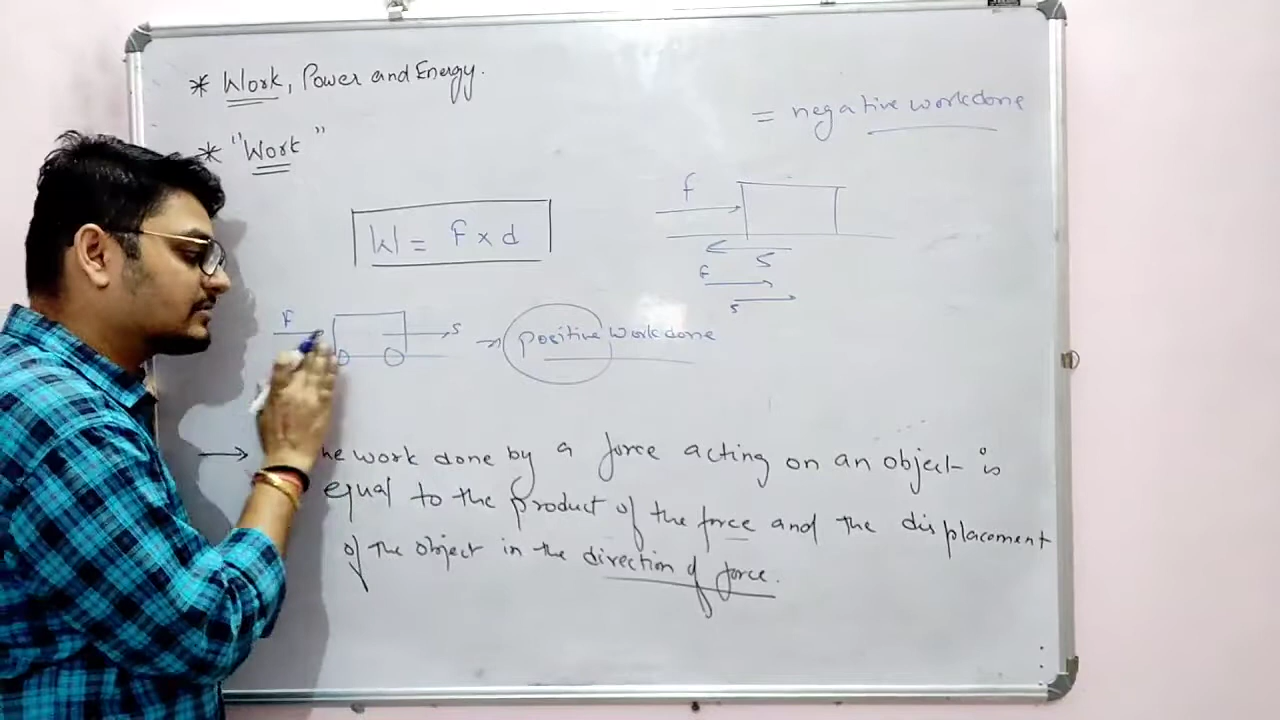 * Work, Power and Energy.
= negative workdone
* "Work"
f
W = F x d
S
f
s
F
s → positive workdone
→ he work done by a force acting on an object is
equal to the product of the force and the displacement
of the object in the direction of force.